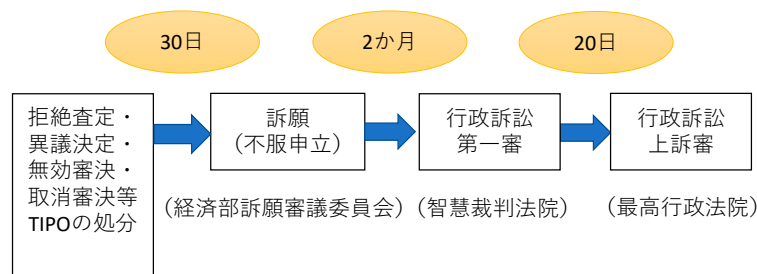 30日
2か月
20日
拒絶査定・
異議決定・
無効審決・
取消審決等
TIPOの処分
訴願
（不服申立）
行政訴訟
第一審
行政訴訟
上訴審
（経済部訴願審議委員会）
（智慧裁判法院）
（最高行政法院）